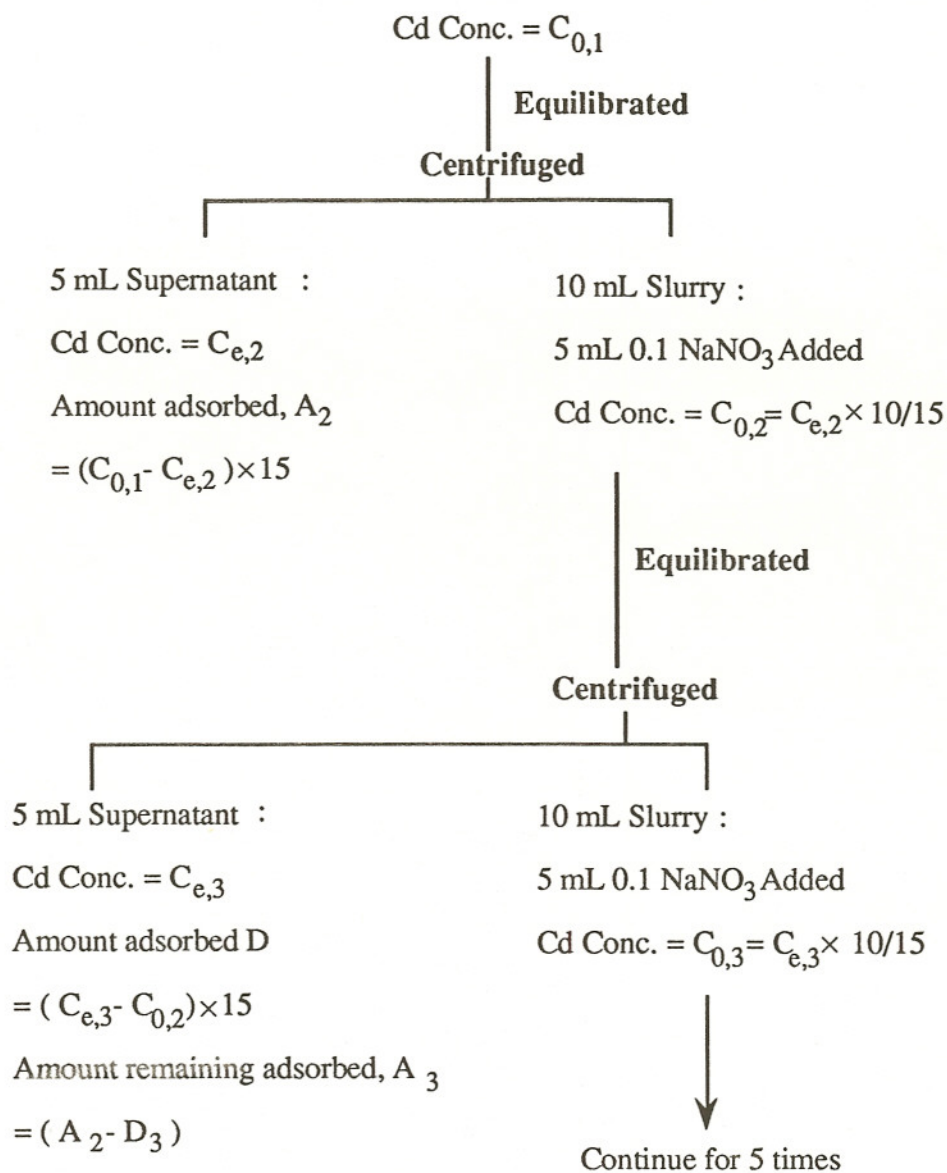 Cd Conc. = C0,1
Equilibrated
Centrifuged
5 mL Supernatant :
Cd Conc. = Ce,2
Amount adsorbed, A2
= (C0,1- Ce,2 )×15
10 mL Slurry :
5 mL 0.1 NaNO3 Added
Cd Conc. = C0,2= Ce,2× 10/15
Equilibrated
Centrifuged
5 mL Supernatant :
Cd Conc. = Ce,3
Amount adsorbed D
= ( Ce,3- C0,2)×15
Amount remaining adsorbed, A 3
= ( A 2- D3 )
10 mL Slurry :
5 mL 0.1 NaNO3 Added
Cd Conc. = C0,3= Ce,3× 10/15
Continue for 5 times